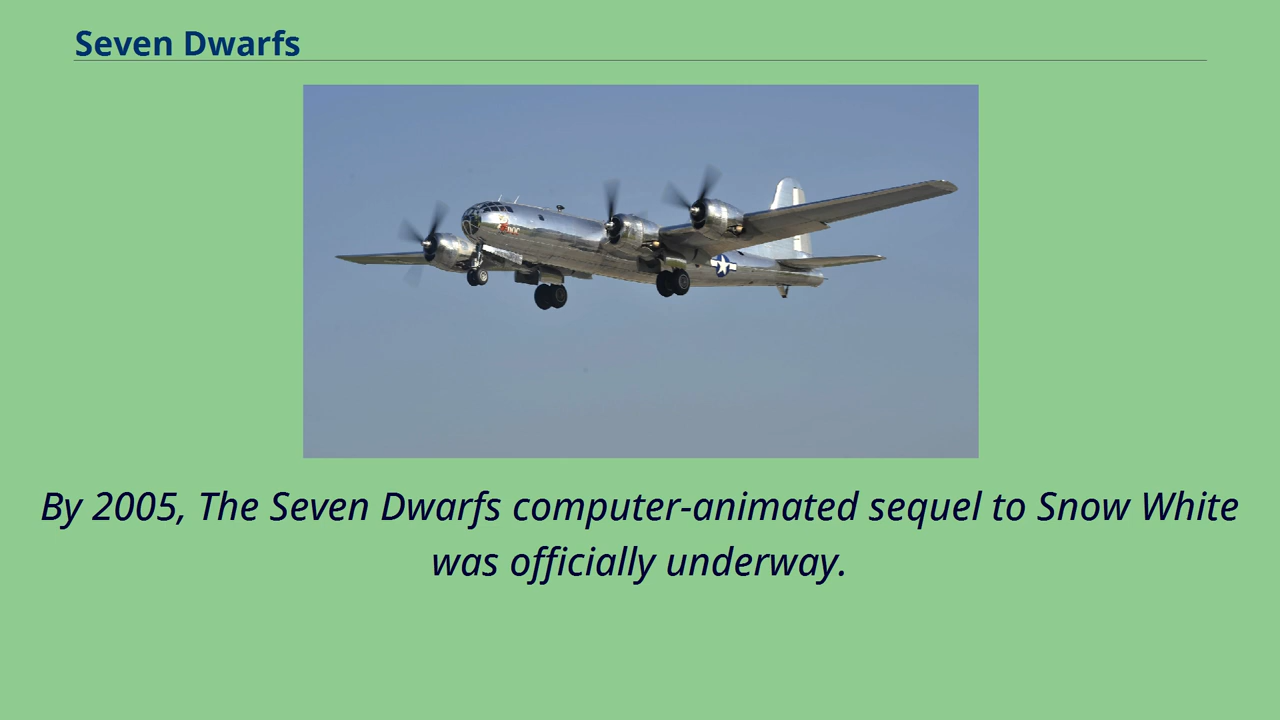 Seven Dwarfs
By 2005, The Seven Dwarfs computer-animated sequel to Snow White
was officially underway.